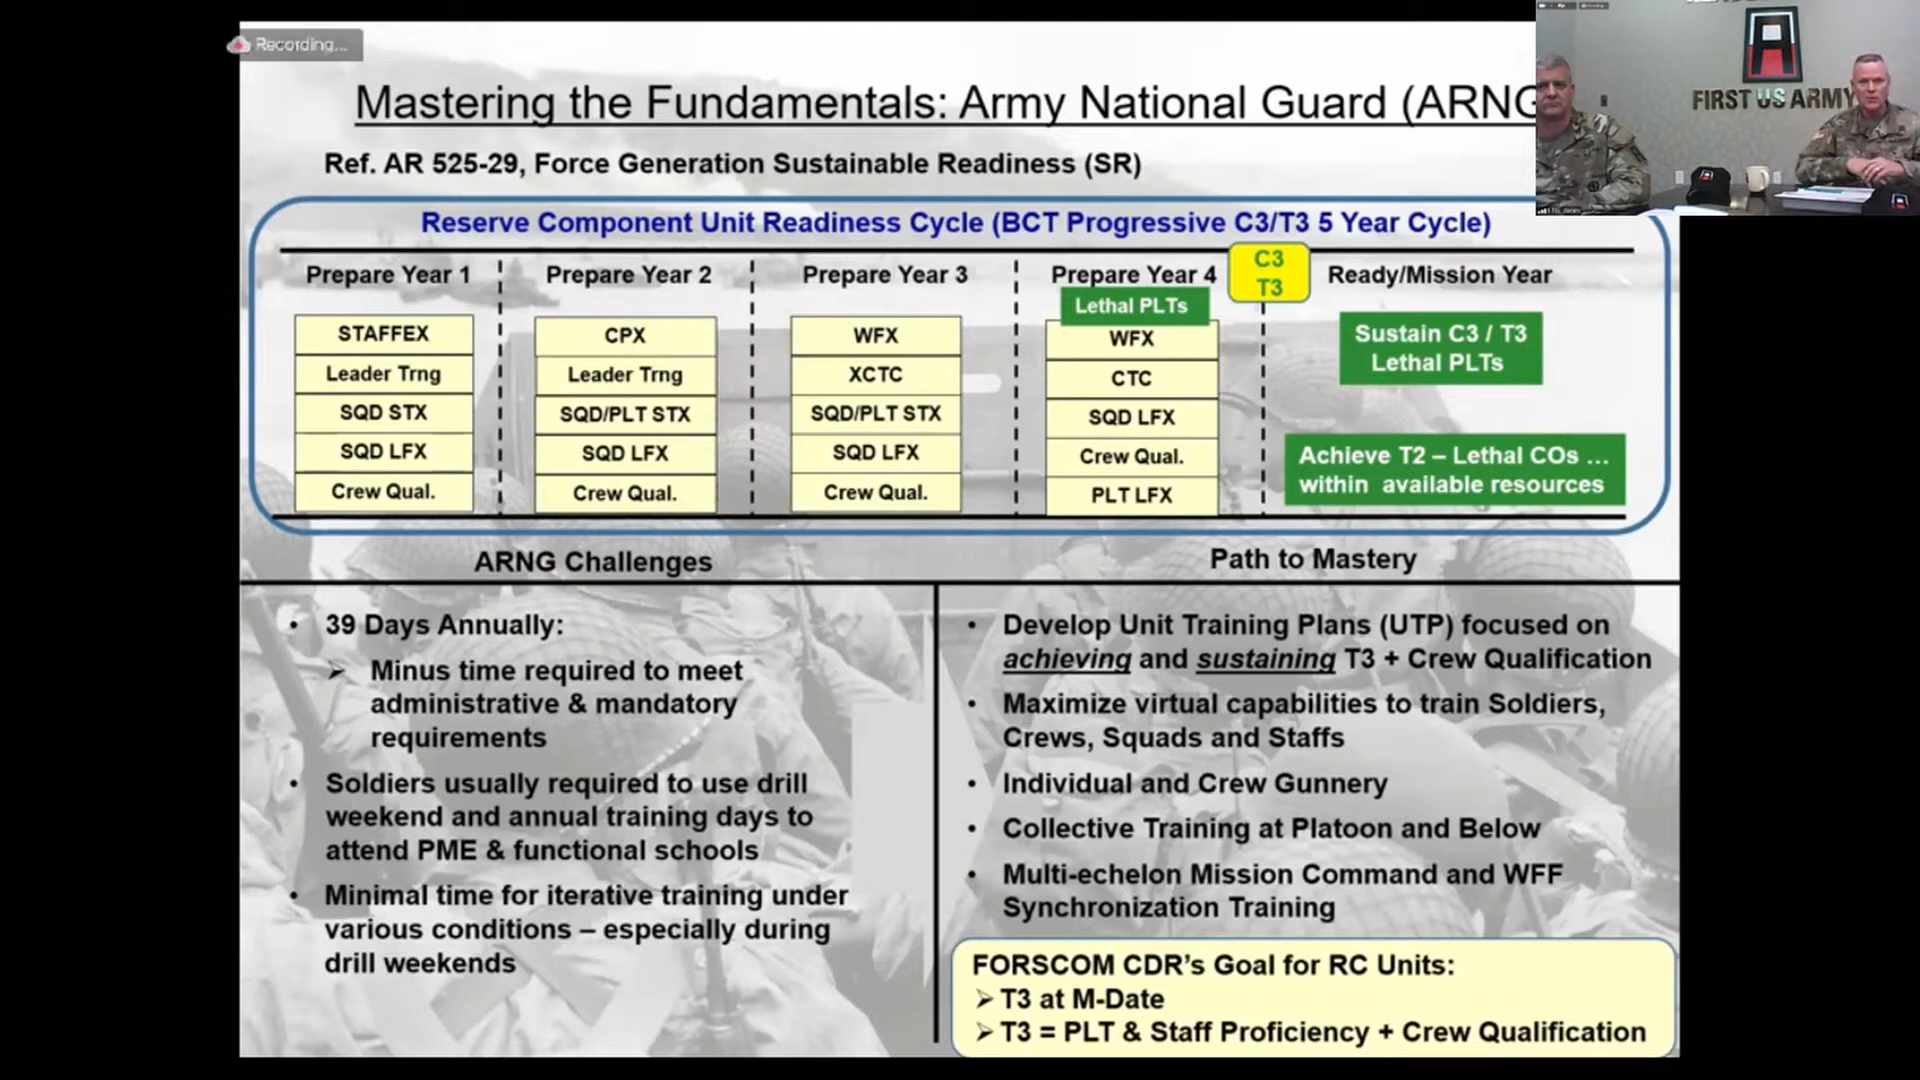 Recording...
Mastering the Fundamentals: Army National Guard (ARNG
FIRST US ARMY
Ref. AR 525-29, Force Generation Sustainable Readiness (SR)
Reserve Component Unit Readiness Cycle (BCT Progressive C3/T3 5 Year Cycle)
Prepare Year 1
STAFFEX
Leader Trng
SQD STX
SQD LFX
Crew Qual.
Prepare Year 2
CPX
Leader Trng
SQD/PLT STX
SQD LFX
Crew Qual.
Prepare Year 3
WFX
XCTC
SQD/PLT STX
SQD LFX
Crew Qual.
Prepare Year 4
Lethal PLTs
WFX
CTC
SQD LFX
Crew Qual.
PLT LFX
C3
T3
Ready/Mission Year
Sustain C3 / T3
Lethal PLTs
Achieve T2 – Lethal COs ...
within available resources
ARNG Challenges
• 39 Days Annually:
➢ Minus time required to meet
administrative & mandatory
requirements
• Soldiers usually required to use drill
weekend and annual training days to
attend PME & functional schools
• Minimal time for iterative training under
various conditions – especially during
drill weekends
Path to Mastery
• Develop Unit Training Plans (UTP) focused on
achieving and sustaining T3 + Crew Qualification
• Maximize virtual capabilities to train Soldiers,
Crews, Squads and Staffs
• Individual and Crew Gunnery
• Collective Training at Platoon and Below
• Multi-echelon Mission Command and WFF
Synchronization Training
FORSCOM CDR's Goal for RC Units:
➢ T3 at M-Date
➢ T3 = PLT & Staff Proficiency + Crew Qualification